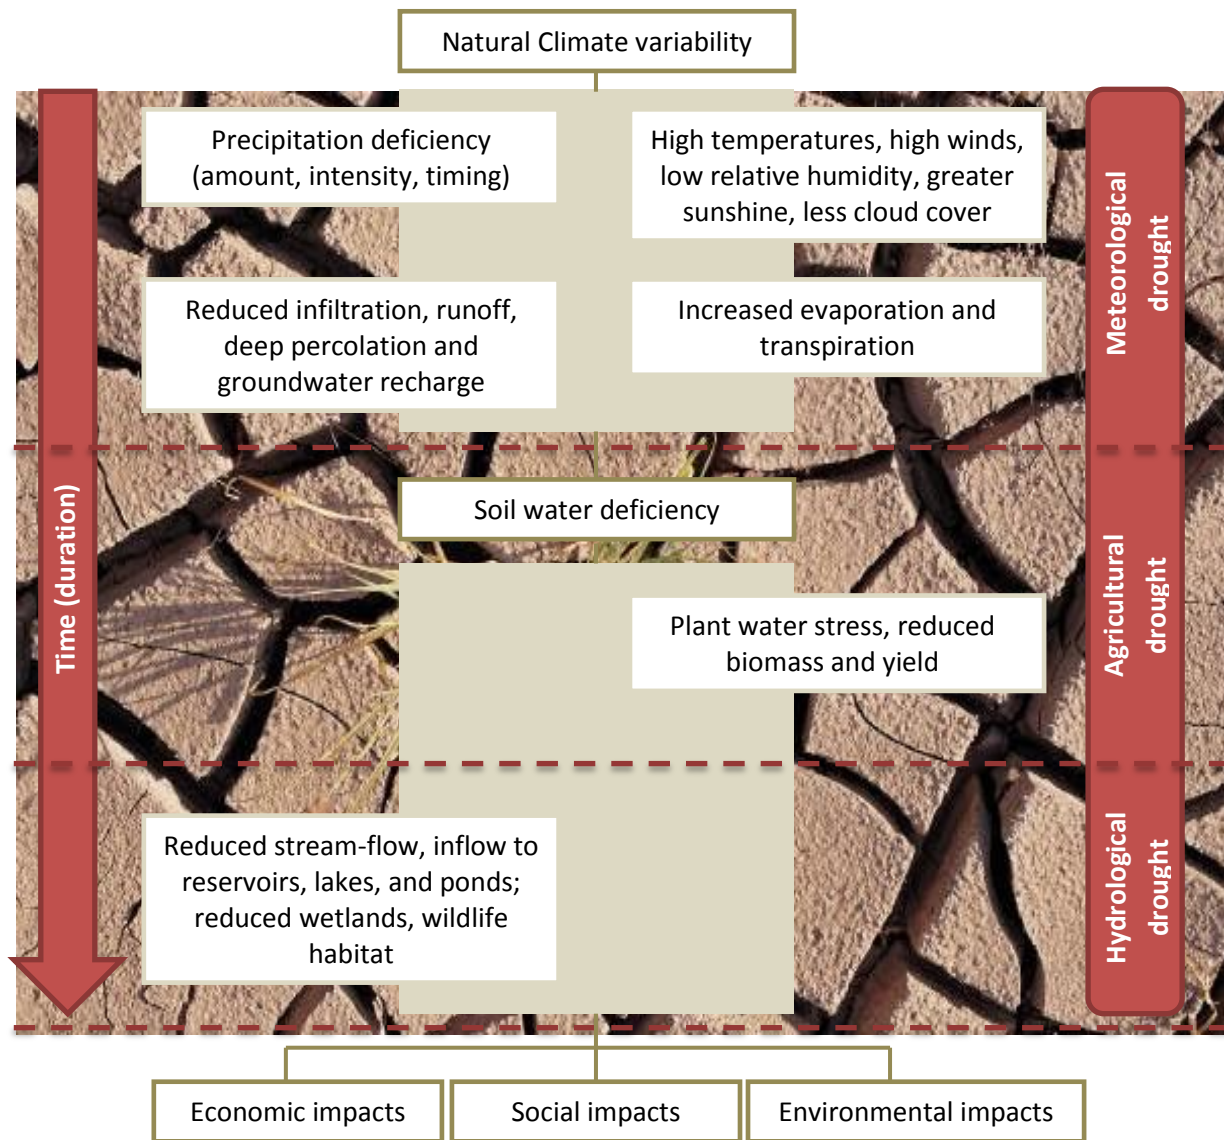 Natural Climate variability
Precipitation deficiency
(amount, intensity, timing)
High temperatures, high winds,
low relative humidity, greater
sunshine, less cloud cover
Reduced infiltration, runoff,
deep percolation and
groundwater recharge
Increased evaporation and
transpiration
Meteorological
drought
Time (duration)
Soil water deficiency
Plant water stress, reduced
biomass and yield
Agricultural
drought
Reduced stream-flow, inflow to
reservoirs, lakes, and ponds;
reduced wetlands, wildlife
habitat
Hydrological
drought
Economic impacts
Social impacts
Environmental impacts